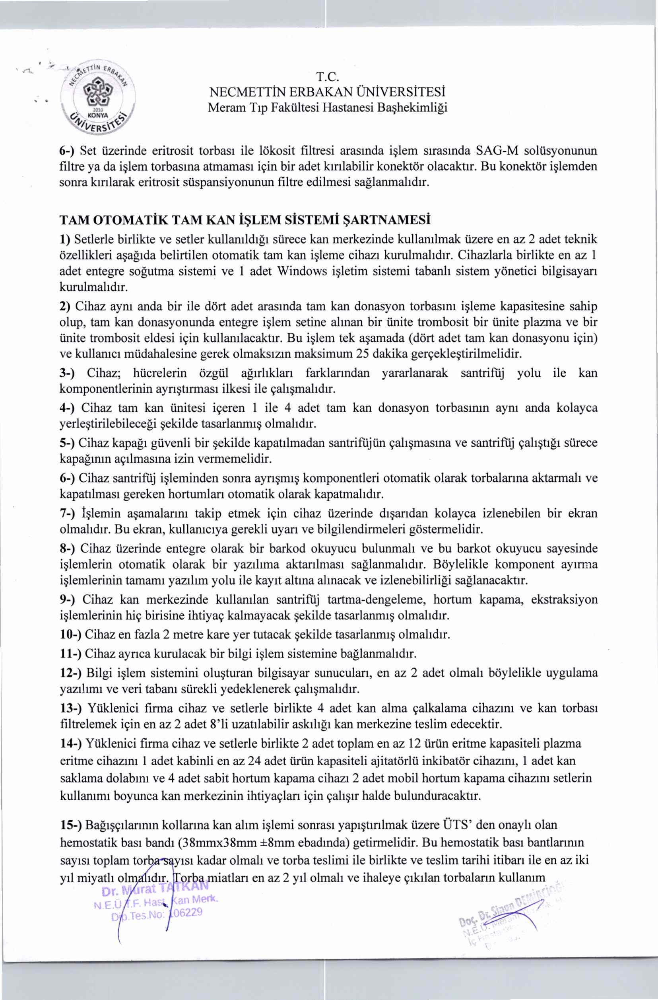 NECMETTİN ERBAKAN
2010
KONYA
ÜNİVERSİTESİ
T.C.
NECMETTİN ERBAKAN ÜNİVERSİTESİ
Meram Tıp Fakültesi Hastanesi Başhekimliği
6-) Set üzerinde eritrosit torbası ile lökosit filtresi arasında işlem sırasında SAG-M solüsyonunun
filtre ya da işlem torbasına atmaması için bir adet kırılabilir konektör olacaktır. Bu konektör işlemden
sonra kırılarak eritrosit süspansiyonunun filtre edilmesi sağlanmalıdır.
TAM OTOMATİK TAM KAN İŞLEM SİSTEMİ ŞARTNAMESİ
1) Setlerle birlikte ve setler kullanıldığı sürece kan merkezinde kullanılmak üzere en az 2 adet teknik
özellikleri aşağıda belirtilen otomatik tam kan işleme cihazı kurulmalıdır. Cihazlarla birlikte en az 1
adet entegre soğutma sistemi ve 1 adet Windows işletim sistemi tabanlı sistem yönetici bilgisayarı
kurulmalıdır.
2) Cihaz aynı anda bir ile dört adet arasında tam kan donasyon torbasını işleme kapasitesine sahip
olup, tam kan donasyonunda entegre işlem setine alınan bir ünite trombosit bir ünite plazma ve bir
ünite trombosit eldesi için kullanılacaktır. Bu işlem tek aşamada (dört adet tam kan donasyonu için)
ve kullanıcı müdahalesine gerek olmaksızın maksimum 25 dakika gerçekleştirilmelidir.
3-) Cihaz; hücrelerin özgül ağırlıkları farklarından yararlanarak santrifüj yolu ile kan
komponentlerinin ayrıştırması ilkesi ile çalışmalıdır.
4-) Cihaz tam kan ünitesi içeren 1 ile 4 adet tam kan donasyon torbasının aynı anda kolayca
yerleştirilebileceği şekilde tasarlanmış olmalıdır.
5-) Cihaz kapağı güvenli bir şekilde kapatılmadan santrifüjün çalışmasına ve santrifüj çalıştığı sürece
kapağının açılmasına izin vermemelidir.
6-) Cihaz santrifüj işleminden sonra ayrışmış komponentleri otomatik olarak torbalarına aktarmalı ve
kapatılması gereken hortumları otomatik olarak kapatmalıdır.
7-) İşlemin aşamalarını takip etmek için cihaz üzerinde dışarıdan kolayca izlenebilen bir ekran
olmalıdır. Bu ekran, kullanıcıya gerekli uyarı ve bilgilendirmeleri göstermelidir.
8-) Cihaz üzerinde entegre olarak bir barkod okuyucu bulunmalı ve bu barkot okuyucu sayesinde
işlemlerin otomatik olarak bir yazılıma aktarılması sağlanmalıdır. Böylelikle komponent ayırma
işlemlerinin tamamı yazılım yolu ile kayıt altına alınacak ve izlenebilirliği sağlanacaktır.
9-) Cihaz kan merkezinde kullanılan santrifüj tartma-dengeleme, hortum kapama, ekstraksiyon
işlemlerinin hiç birisine ihtiyaç kalmayacak şekilde tasarlanmış olmalıdır.
10-) Cihaz en fazla 2 metre kare yer tutacak şekilde tasarlanmış olmalıdır.
11-) Cihaz ayrıca kurulacak bir bilgi işlem sistemine bağlanmalıdır.
12-) Bilgi işlem sistemini oluşturan bilgisayar sunucuları, en az 2 adet olmalı böylelikle uygulama
yazılımı ve veri tabanı sürekli yedeklenerek çalışmalıdır.
13-) Yüklenici firma cihaz ve setlerle birlikte 4 adet kan alma çalkalama cihazını ve kan torbası
filtrelemek için en az 2 adet 8’li uzatılabilir askılığı kan merkezine teslim edecektir.
14-) Yüklenici firma cihaz ve setlerle birlikte 2 adet toplam en az 12 ürün eritme kapasiteli plazma
eritme cihazını 1 adet kabinli en az 24 adet ürün kapasiteli ajitatörlü inkibatör cihazını, 1 adet kan
saklama dolabını ve 4 adet sabit hortum kapama cihazı 2 adet mobil hortum kapama cihazını setlerin
kullanımı boyunca kan merkezinin ihtiyaçları için çalışır halde bulunduracaktır.
15-) Bağışçılarının kollarına kan alım işlemi sonrası yapıştırılmak üzere ÜTS’ den onaylı olan
hemostatik bası bandı (38mmx38mm ±8mm ebadında) getirmelidir. Bu hemostatik bası bantlarının
sayısı toplam torba sayısı kadar olmalı ve torba teslimi ile birlikte ve teslim tarihi itibarı ile en az iki
yıl miyatlı olmalıdır. Torba miatları en az 2 yıl olmalı ve ihaleye çıkılan torbaların kullanım
Dr. Murat TATKAN
N.E.Ü.T.F. Hast. Kan Merk.
Dip.Tes.No: 106229
Doç. Dr. Sinan
N.E.Ü. Meram
İç